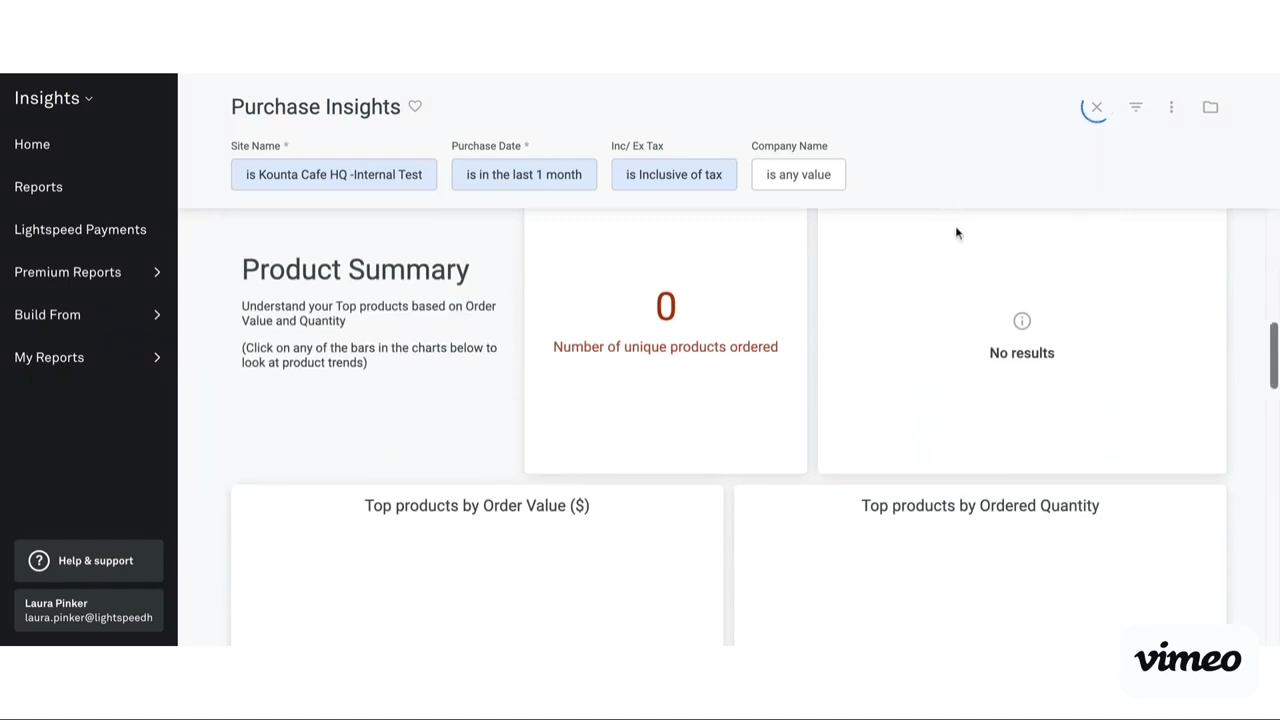 Insights
Home
Reports
Lightspeed Payments
Premium Reports
Build From
My Reports
? Help & support
Laura Pinker
laura.pinker@lightspeedh
Purchase Insights
Site Name *
is Kounta Cafe HQ -Internal Test
Purchase Date *
is in the last 1 month
Inc/ Ex Tax
is Inclusive of tax
Company Name
is any value
Product Summary
Understand your Top products based on Order
Value and Quantity
(Click on any of the bars in the charts below to
look at product trends)
0
Number of unique products ordered
No results
Top products by Order Value ($)
Top products by Ordered Quantity
vimeo